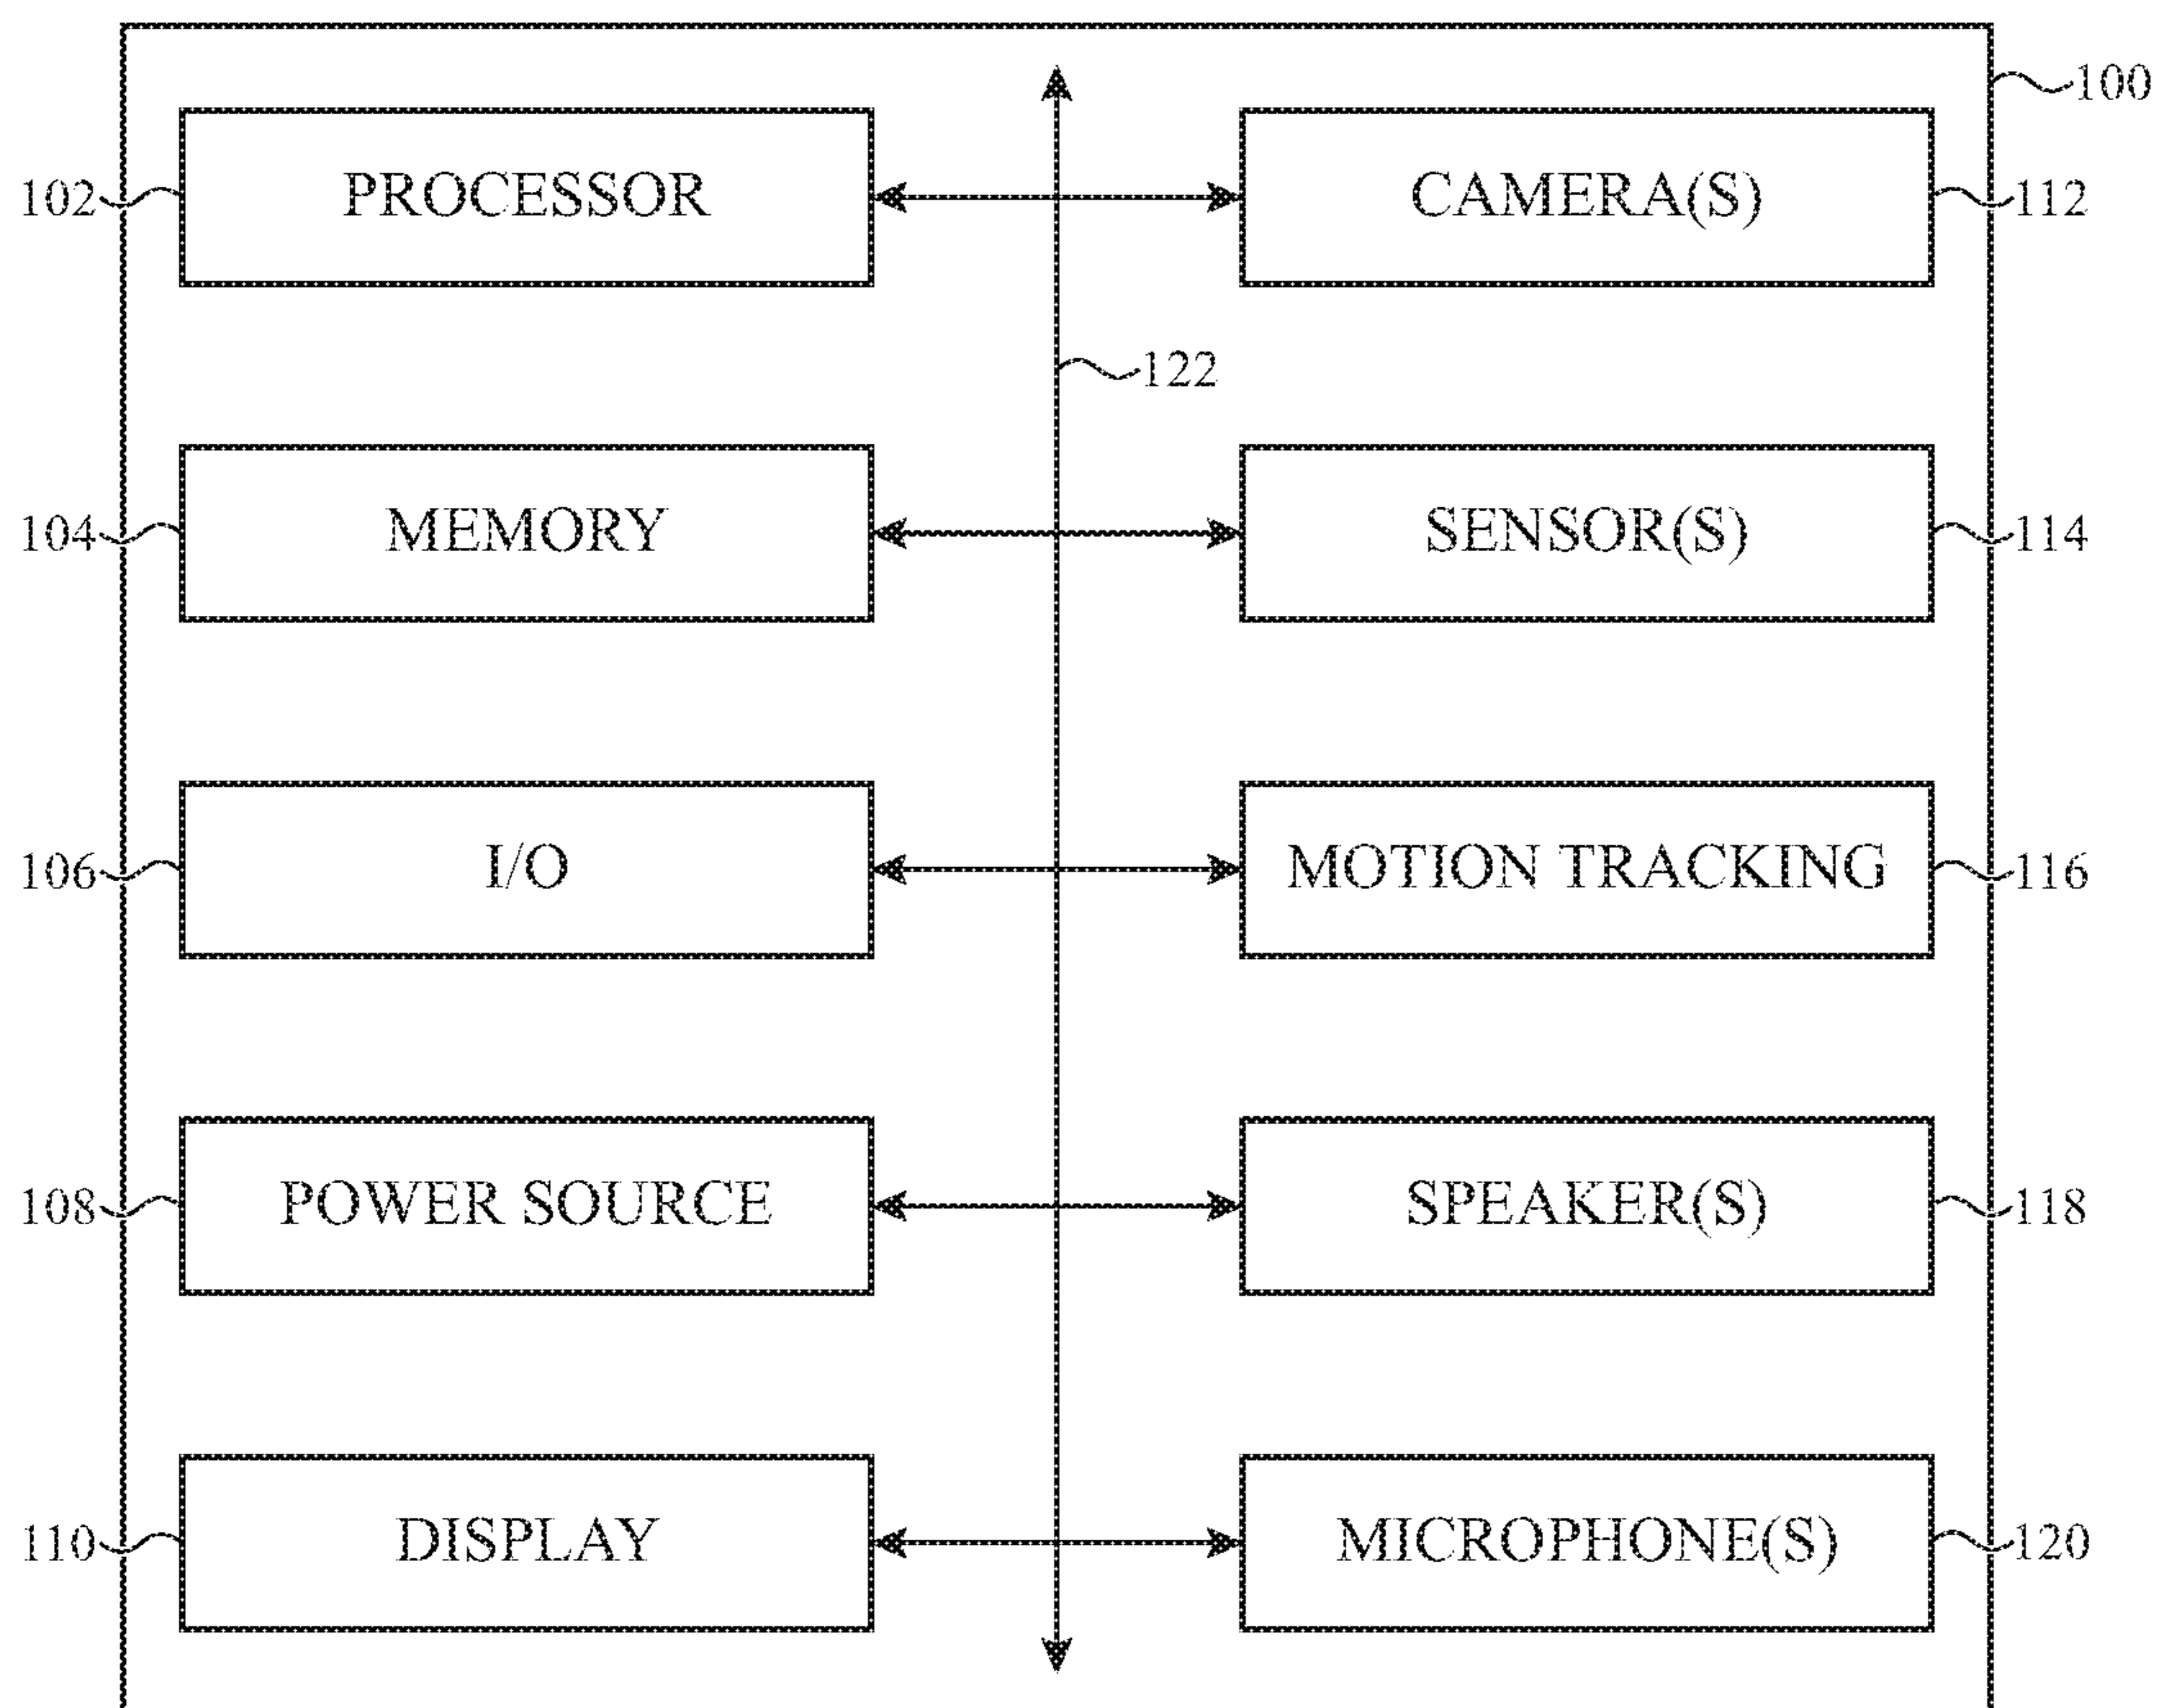 100
102 PROCESSOR CAMERA(S) 112
122
104 MEMORY SENSOR(S) 114
106 I/O MOTION TRACKING 116
108 POWER SOURCE SPEAKER(S) 118
110 DISPLAY MICROPHONE(S) 120